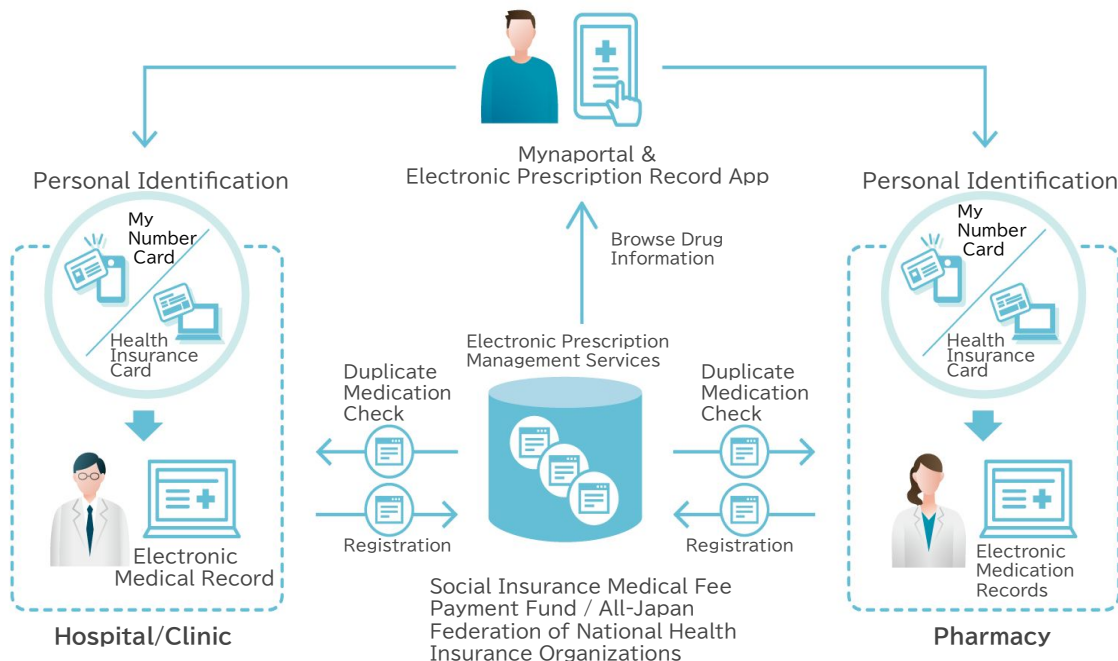 Mynaportal &
Electronic Prescription Record App
Personal Identification
My
Number
Card
Health
Insurance
Card
Electronic
Medical Record
Hospital/Clinic
Browse Drug
Information
Electronic Prescription
Management Services
Duplicate
Medication
Check
Registration
Duplicate
Medication
Check
Registration
Social Insurance Medical Fee
Payment Fund / All-Japan
Federation of National Health
Insurance Organizations
Personal Identification
My
Number
Card
Health
Insurance
Card
Electronic
Medication
Records
Pharmacy